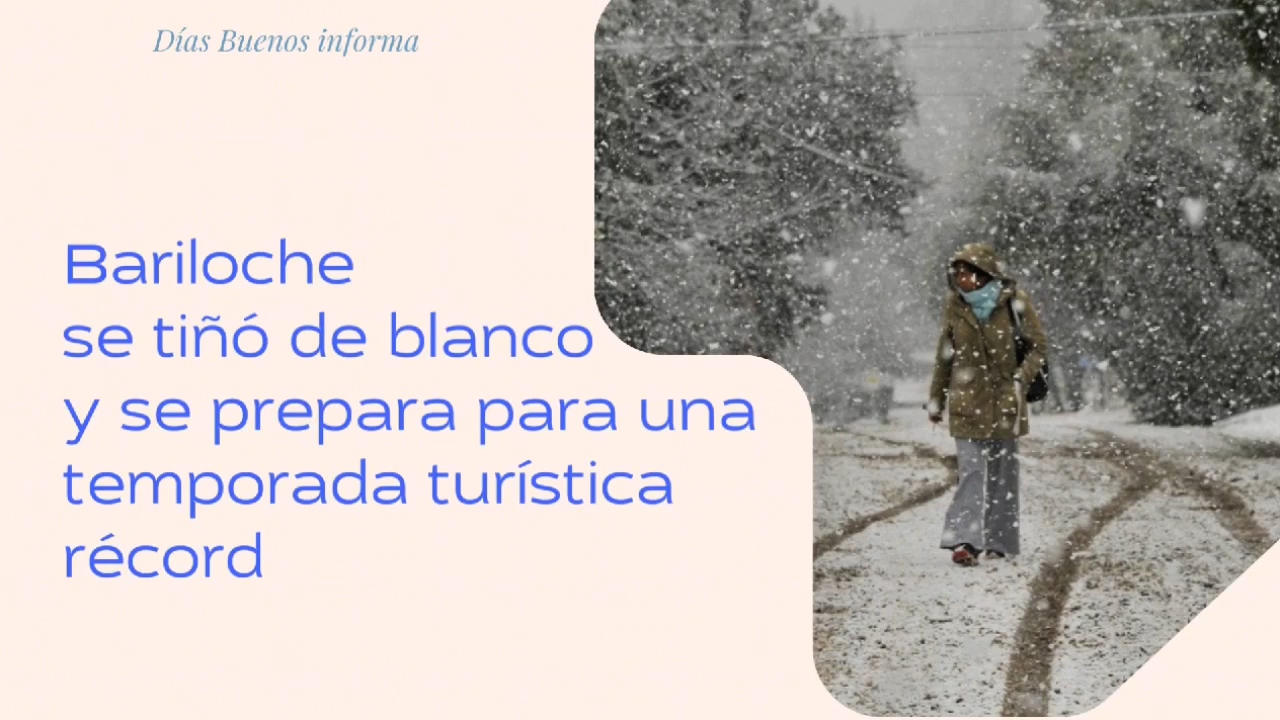 Días Buenos informa
Bariloche
se tiñó de blanco
y se prepara para una
temporada turística
récord